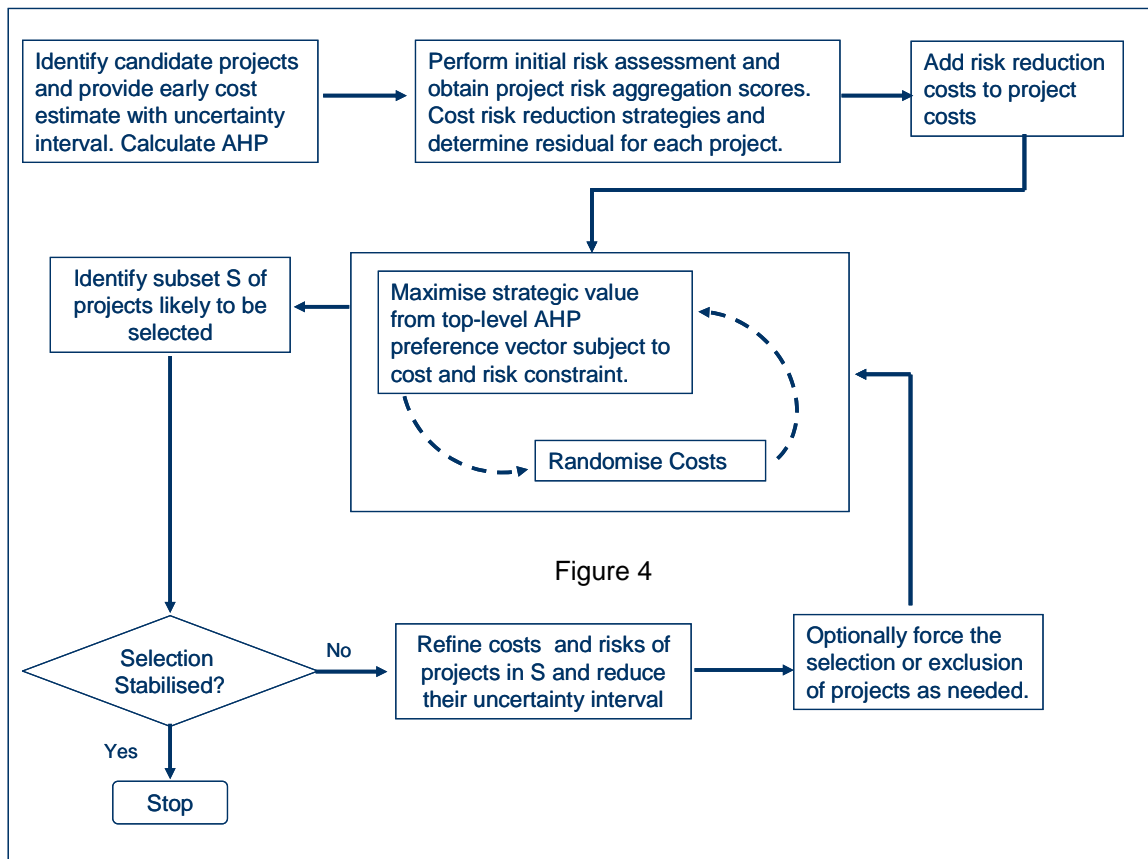 Identify candidate projects
and provide early cost
estimate with uncertainty
interval. Calculate AHP
Perform initial risk assessment and
obtain project risk aggregation scores.
Cost risk reduction strategies and
determine residual for each project.
Add risk reduction
costs to project
costs
Identify subset S of
projects likely to be
selected
Maximise strategic value
from top-level AHP
preference vector subject to
cost and risk constraint.
Randomise Costs
Figure 4
Selection
Stabilised?
No
Refine costs and risks of
projects in S and reduce
their uncertainty interval
Optionally force the
selection or exclusion
of projects as needed.
Yes
Stop